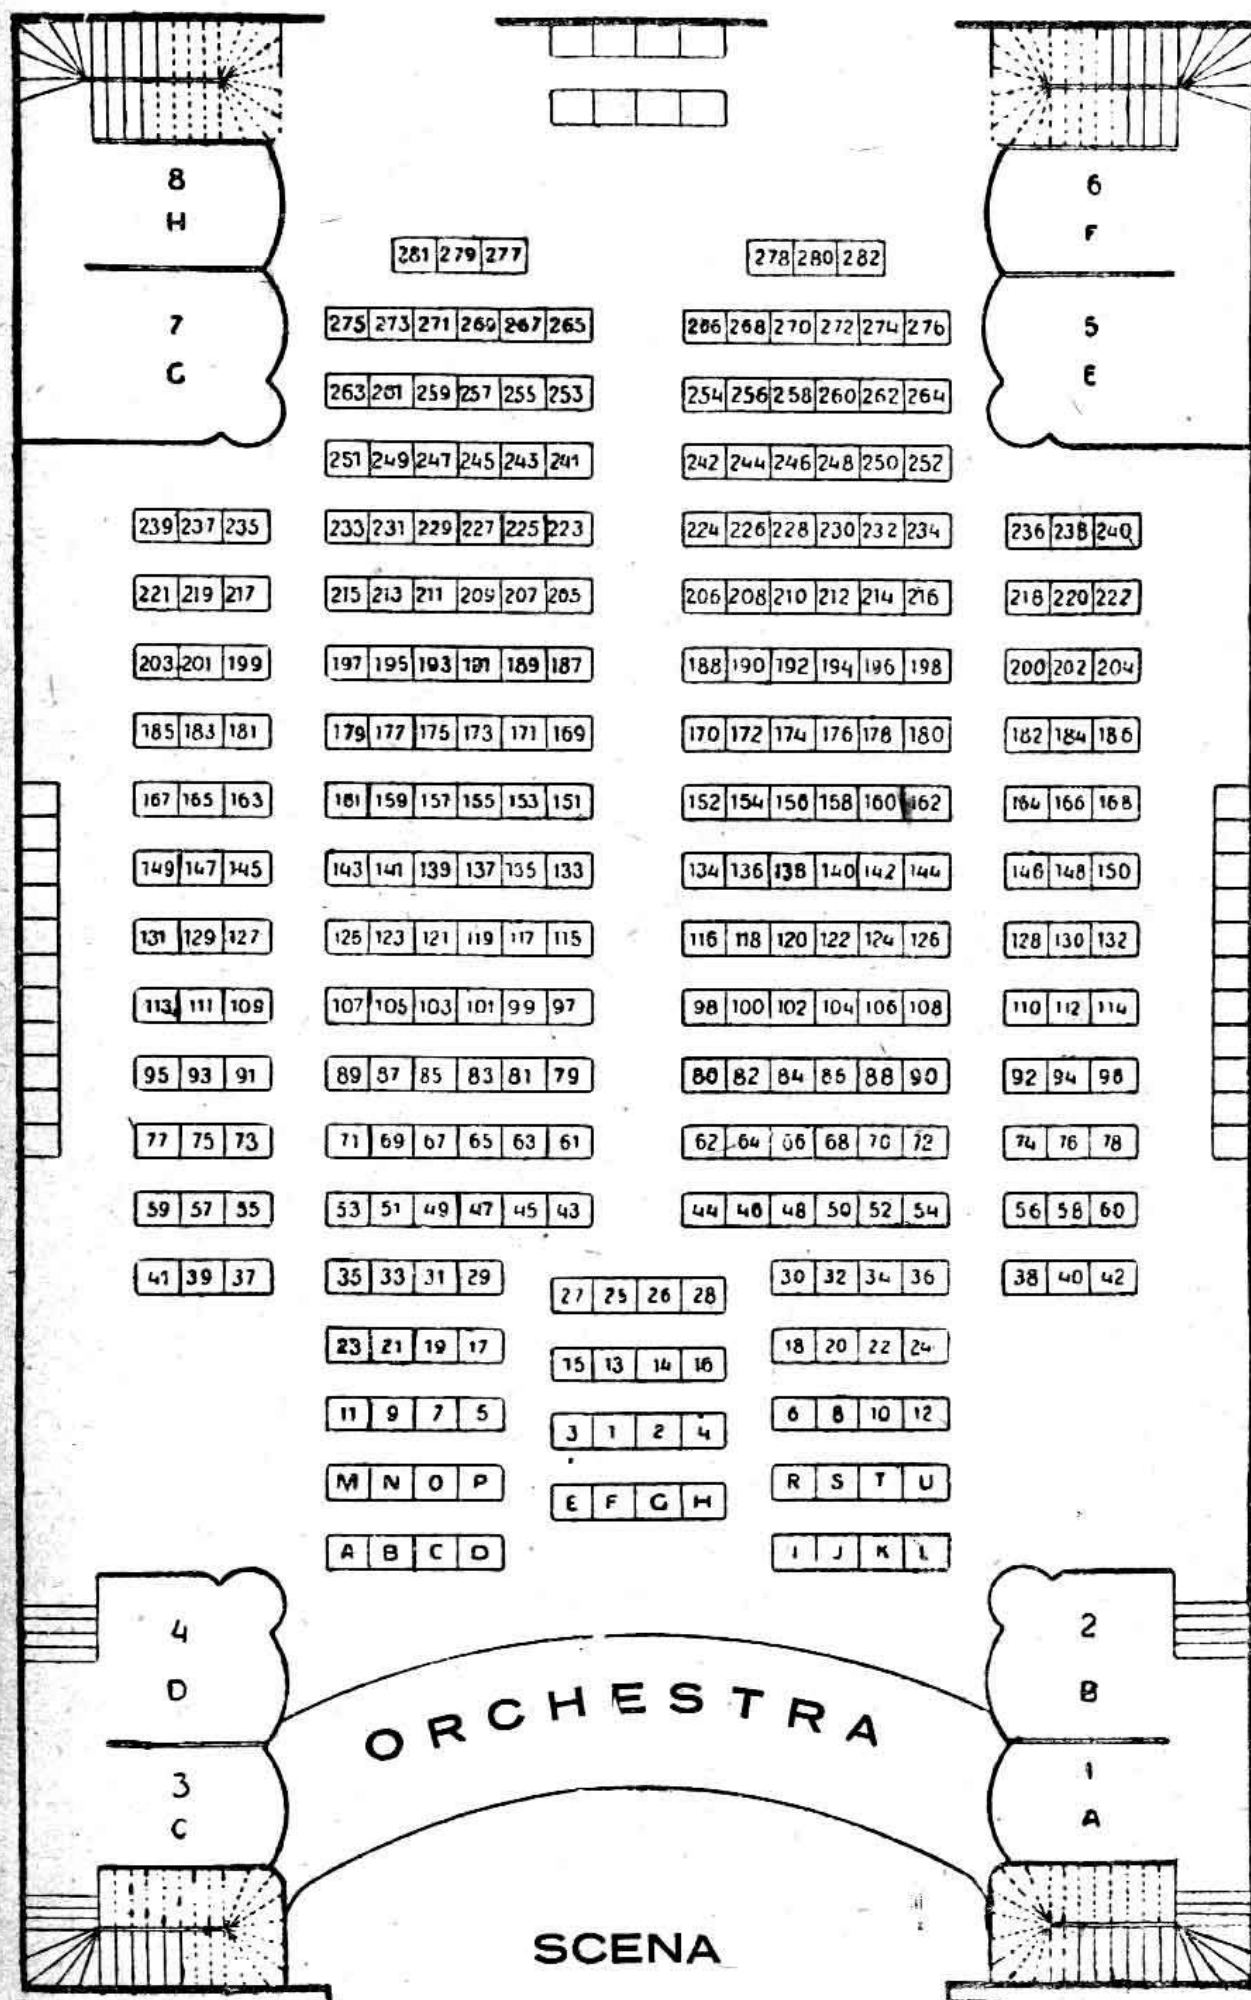 8 6
H F
281 279 277 278 280 282
7 275 273 271 269 267 265 266 268 270 272 274 276 5
G E
263 261 259 257 255 253 254 256 258 260 262 264
251 249 247 245 243 241 242 244 246 248 250 252
239 237 235 233 231 229 227 225 223 224 226 228 230 232 234 236 238 240
221 219 217 215 213 211 209 207 205 206 208 210 212 214 216 218 220 222
203 201 199 197 195 193 191 189 187 188 190 192 194 196 198 200 202 204
185 183 181 179 177 175 173 171 169 170 172 174 176 178 180 182 184 186
167 165 163 161 159 157 155 153 151 152 154 156 158 160 162 164 166 168
149 147 145 143 141 139 137 135 133 134 136 138 140 142 144 146 148 150
131 129 127 125 123 121 119 117 115 116 118 120 122 124 126 128 130 132
113 111 109 107 105 103 101 99 97 98 100 102 104 106 108 110 112 114
95 93 91 89 87 85 83 81 79 80 82 84 86 88 90 92 94 96
77 75 73 71 69 67 65 63 61 62 64 66 68 70 72 74 76 78
59 57 55 53 51 49 47 45 43 44 46 48 50 52 54 56 58 60
41 39 37 35 33 31 29 30 32 34 36 38 40 42
27 25 26 28
23 21 19 17 18 20 22 24
15 13 14 16
11 9 7 5 6 8 10 12
3 1 2 4
M N O P R S T U
E F G H
A B C D I J K L
4 2
D B
ORCHESTRA
3 1
C A
SCENA